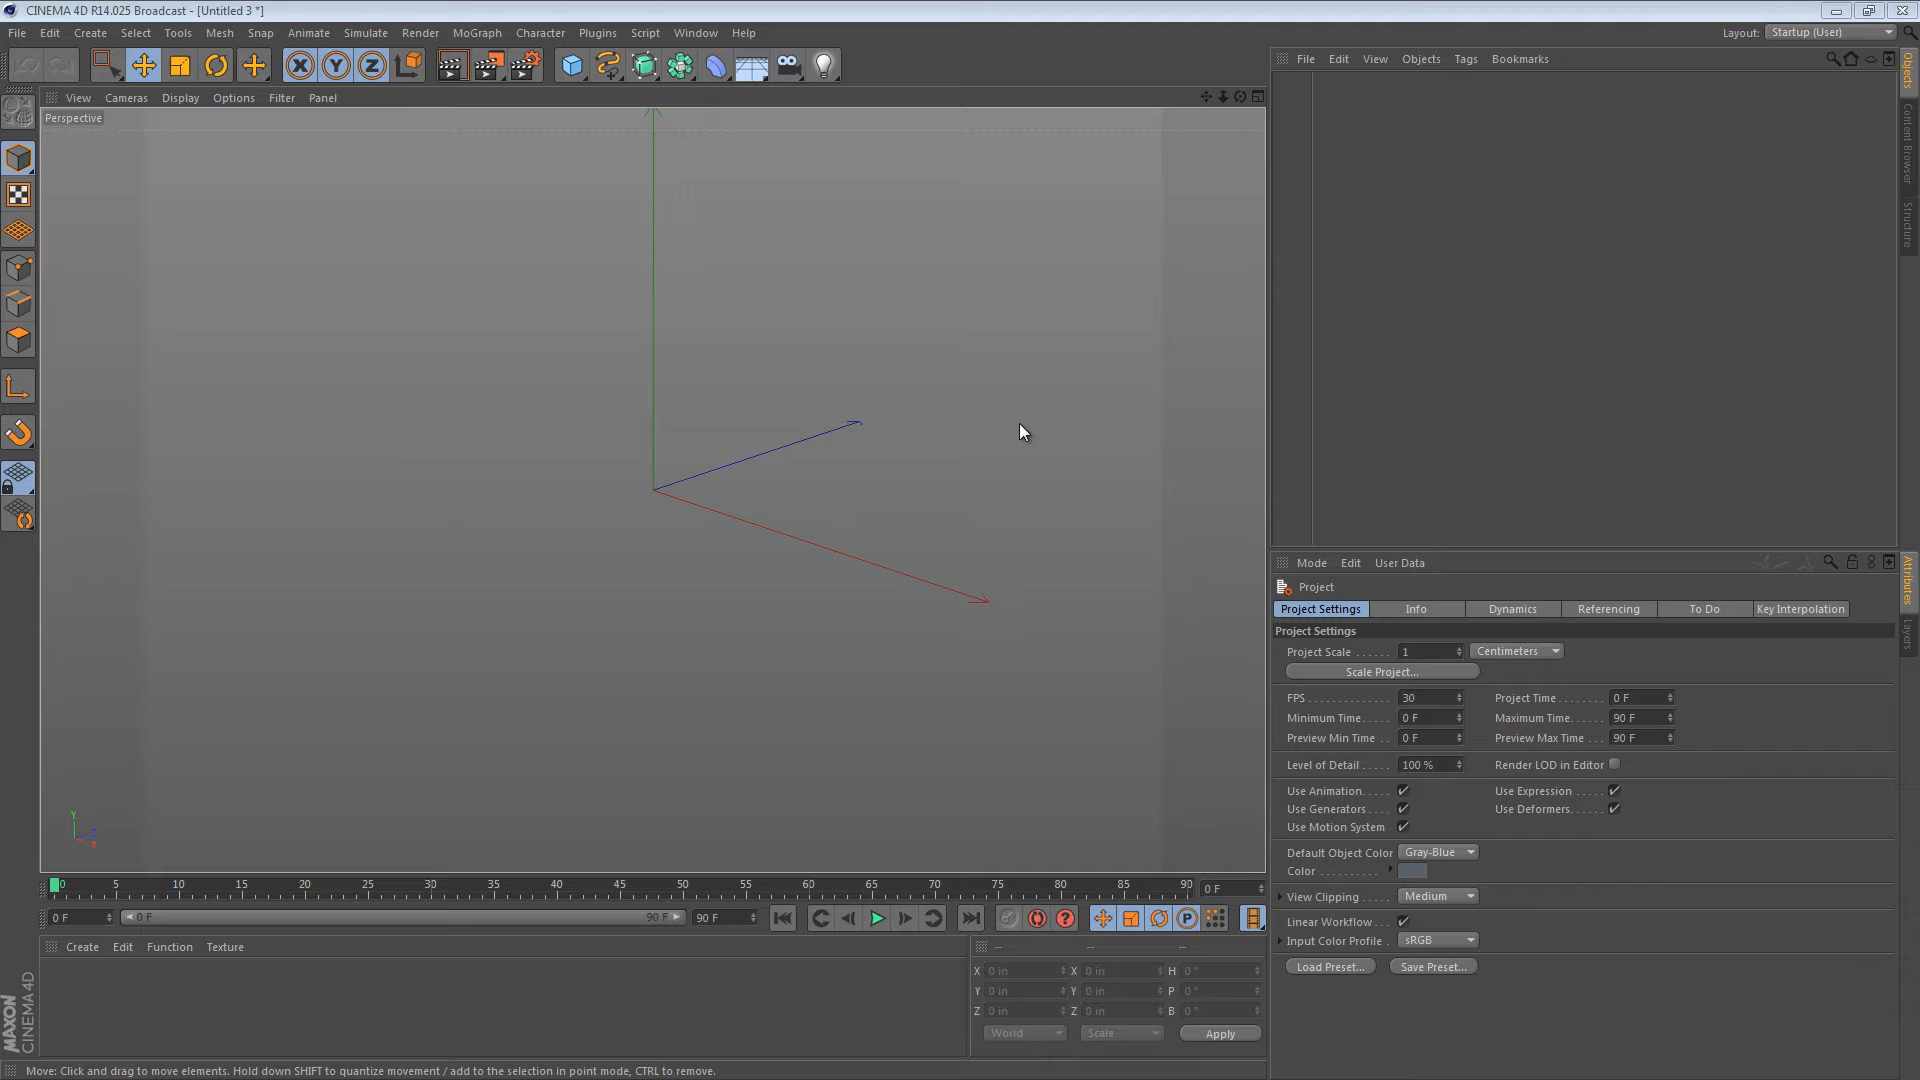 CINEMA 4D R14.025 Broadcast - [Untitled 3 *]
File Edit Create Select Tools Mesh Snap Animate Simulate Render MoGraph Character Plugins Script Window Help
Layout: Startup (User)
X Y Z
View Cameras Display Options Filter Panel
Perspective
File Edit View Objects Tags Bookmarks
Objects
Content Browser
Structure
Mode Edit User Data
Project
Project Settings Info Dynamics Referencing To Do Key Interpolation
Project Settings
Project Scale 1 Centimeters
Scale Project...
FPS 30 Project Time 0 F
Minimum Time 0 F Maximum Time 90 F
Preview Min Time 0 F Preview Max Time 90 F
Level of Detail 100 % Render LOD in Editor
Use Animation Use Expression
Use Generators Use Deformers
Use Motion System
Default Object Color Gray-Blue
Color
View Clipping Medium
Linear Workflow
Input Color Profile sRGB
Load Preset... Save Preset...
Attributes
Layers
Y
Z
X
0 5 10 15 20 25 30 35 40 45 50 55 60 65 70 75 80 85 90 0 F
0 F 0 F 90 F 90 F
P
Create Edit Function Texture
-- -- --
X 0 in X 0 in H 0 °
Y 0 in Y 0 in P 0 °
Z 0 in Z 0 in B 0 °
World Scale Apply
MAXON
CINEMA 4D
Move: Click and drag to move elements. Hold down SHIFT to quantize movement / add to the selection in point mode, CTRL to remove.